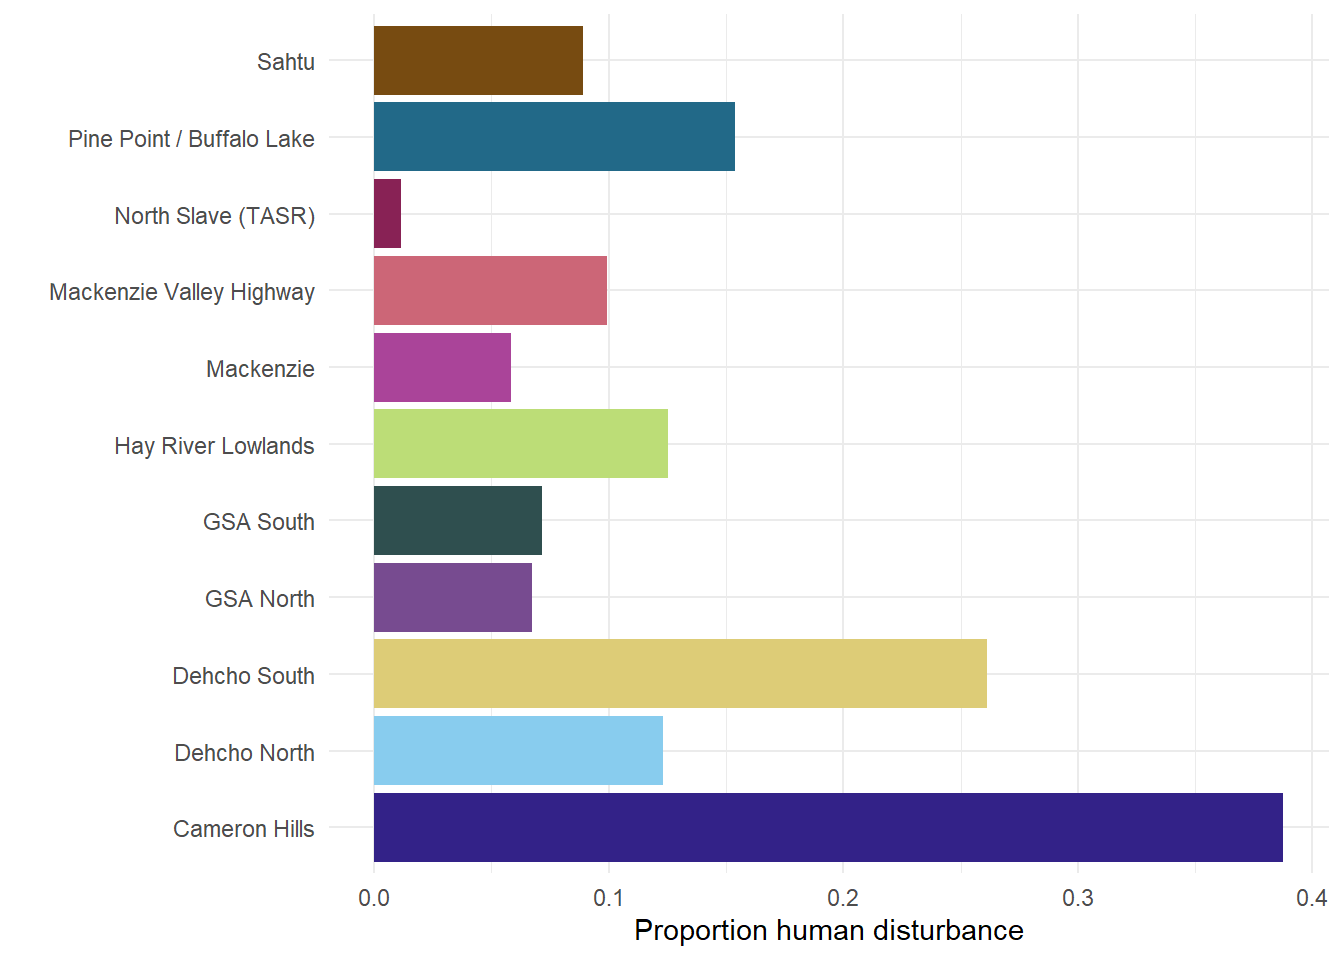 Sahtu
Pine Point / Buffalo Lake
North Slave (TASR)
Mackenzie Valley Highway
Mackenzie
Hay River Lowlands
GSA South
GSA North
Dehcho South
Dehcho North
Cameron Hills
0.0 0.1 0.2 0.3 0.4
Proportion human disturbance